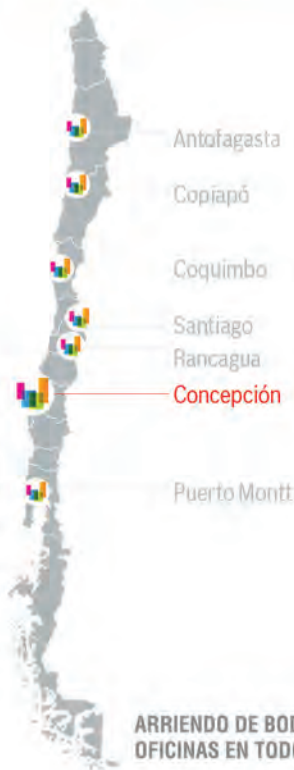 Antofagasta
Copiapó
Coquimbo
Santiago
Rancagua
Concepción
Puerto Montt
ARRIENDO DE
OFICINAS EN